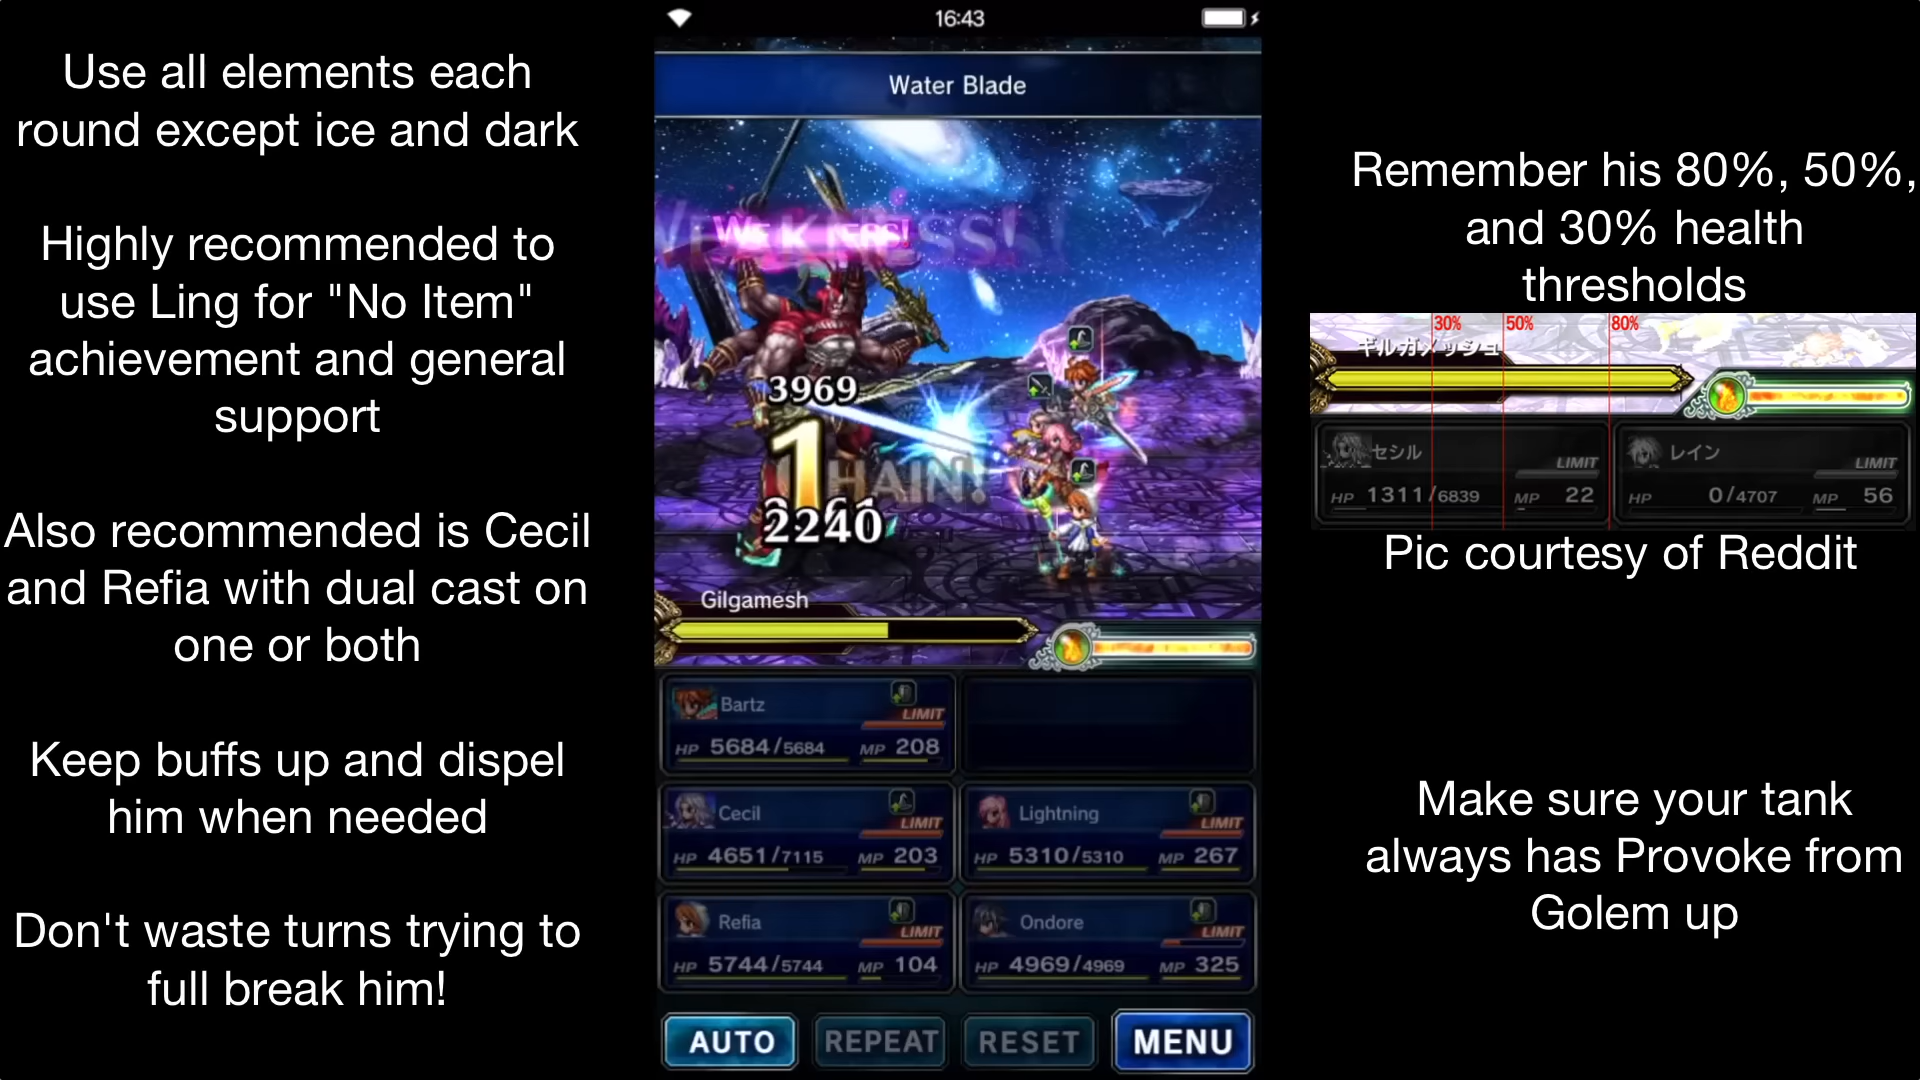 Use all elements each
round except ice and dark
Highly recommended to
use Ling for "No Item"
achievement and general
support
Also recommended is Cecil
and Refia with dual cast on
one or both
Keep buffs up and dispel
him when needed
Don't waste turns trying to
full break him!
16:43
Water Blade
WEAKNESS!
3969
1 CHAIN!
2240
Gilgamesh
Bartz
LIMIT
HP 5684/5684 MP 208
Cecil
LIMIT
HP 4651/7115 MP 203
Lightning
LIMIT
HP 5310/5310 MP 267
Refia
LIMIT
HP 5744/5744 MP 104
Ondore
LIMIT
HP 4969/4969 MP 325
AUTO REPEAT RESET MENU
Remember his 80%, 50%,
and 30% health
thresholds
30% 50% 80%
ギルガメッシュ
セシル
LIMIT
HP 1311/6839 MP 22
レイン
LIMIT
HP 0/4707 MP 56
Pic courtesy of Reddit
Make sure your tank
always has Provoke from
Golem up